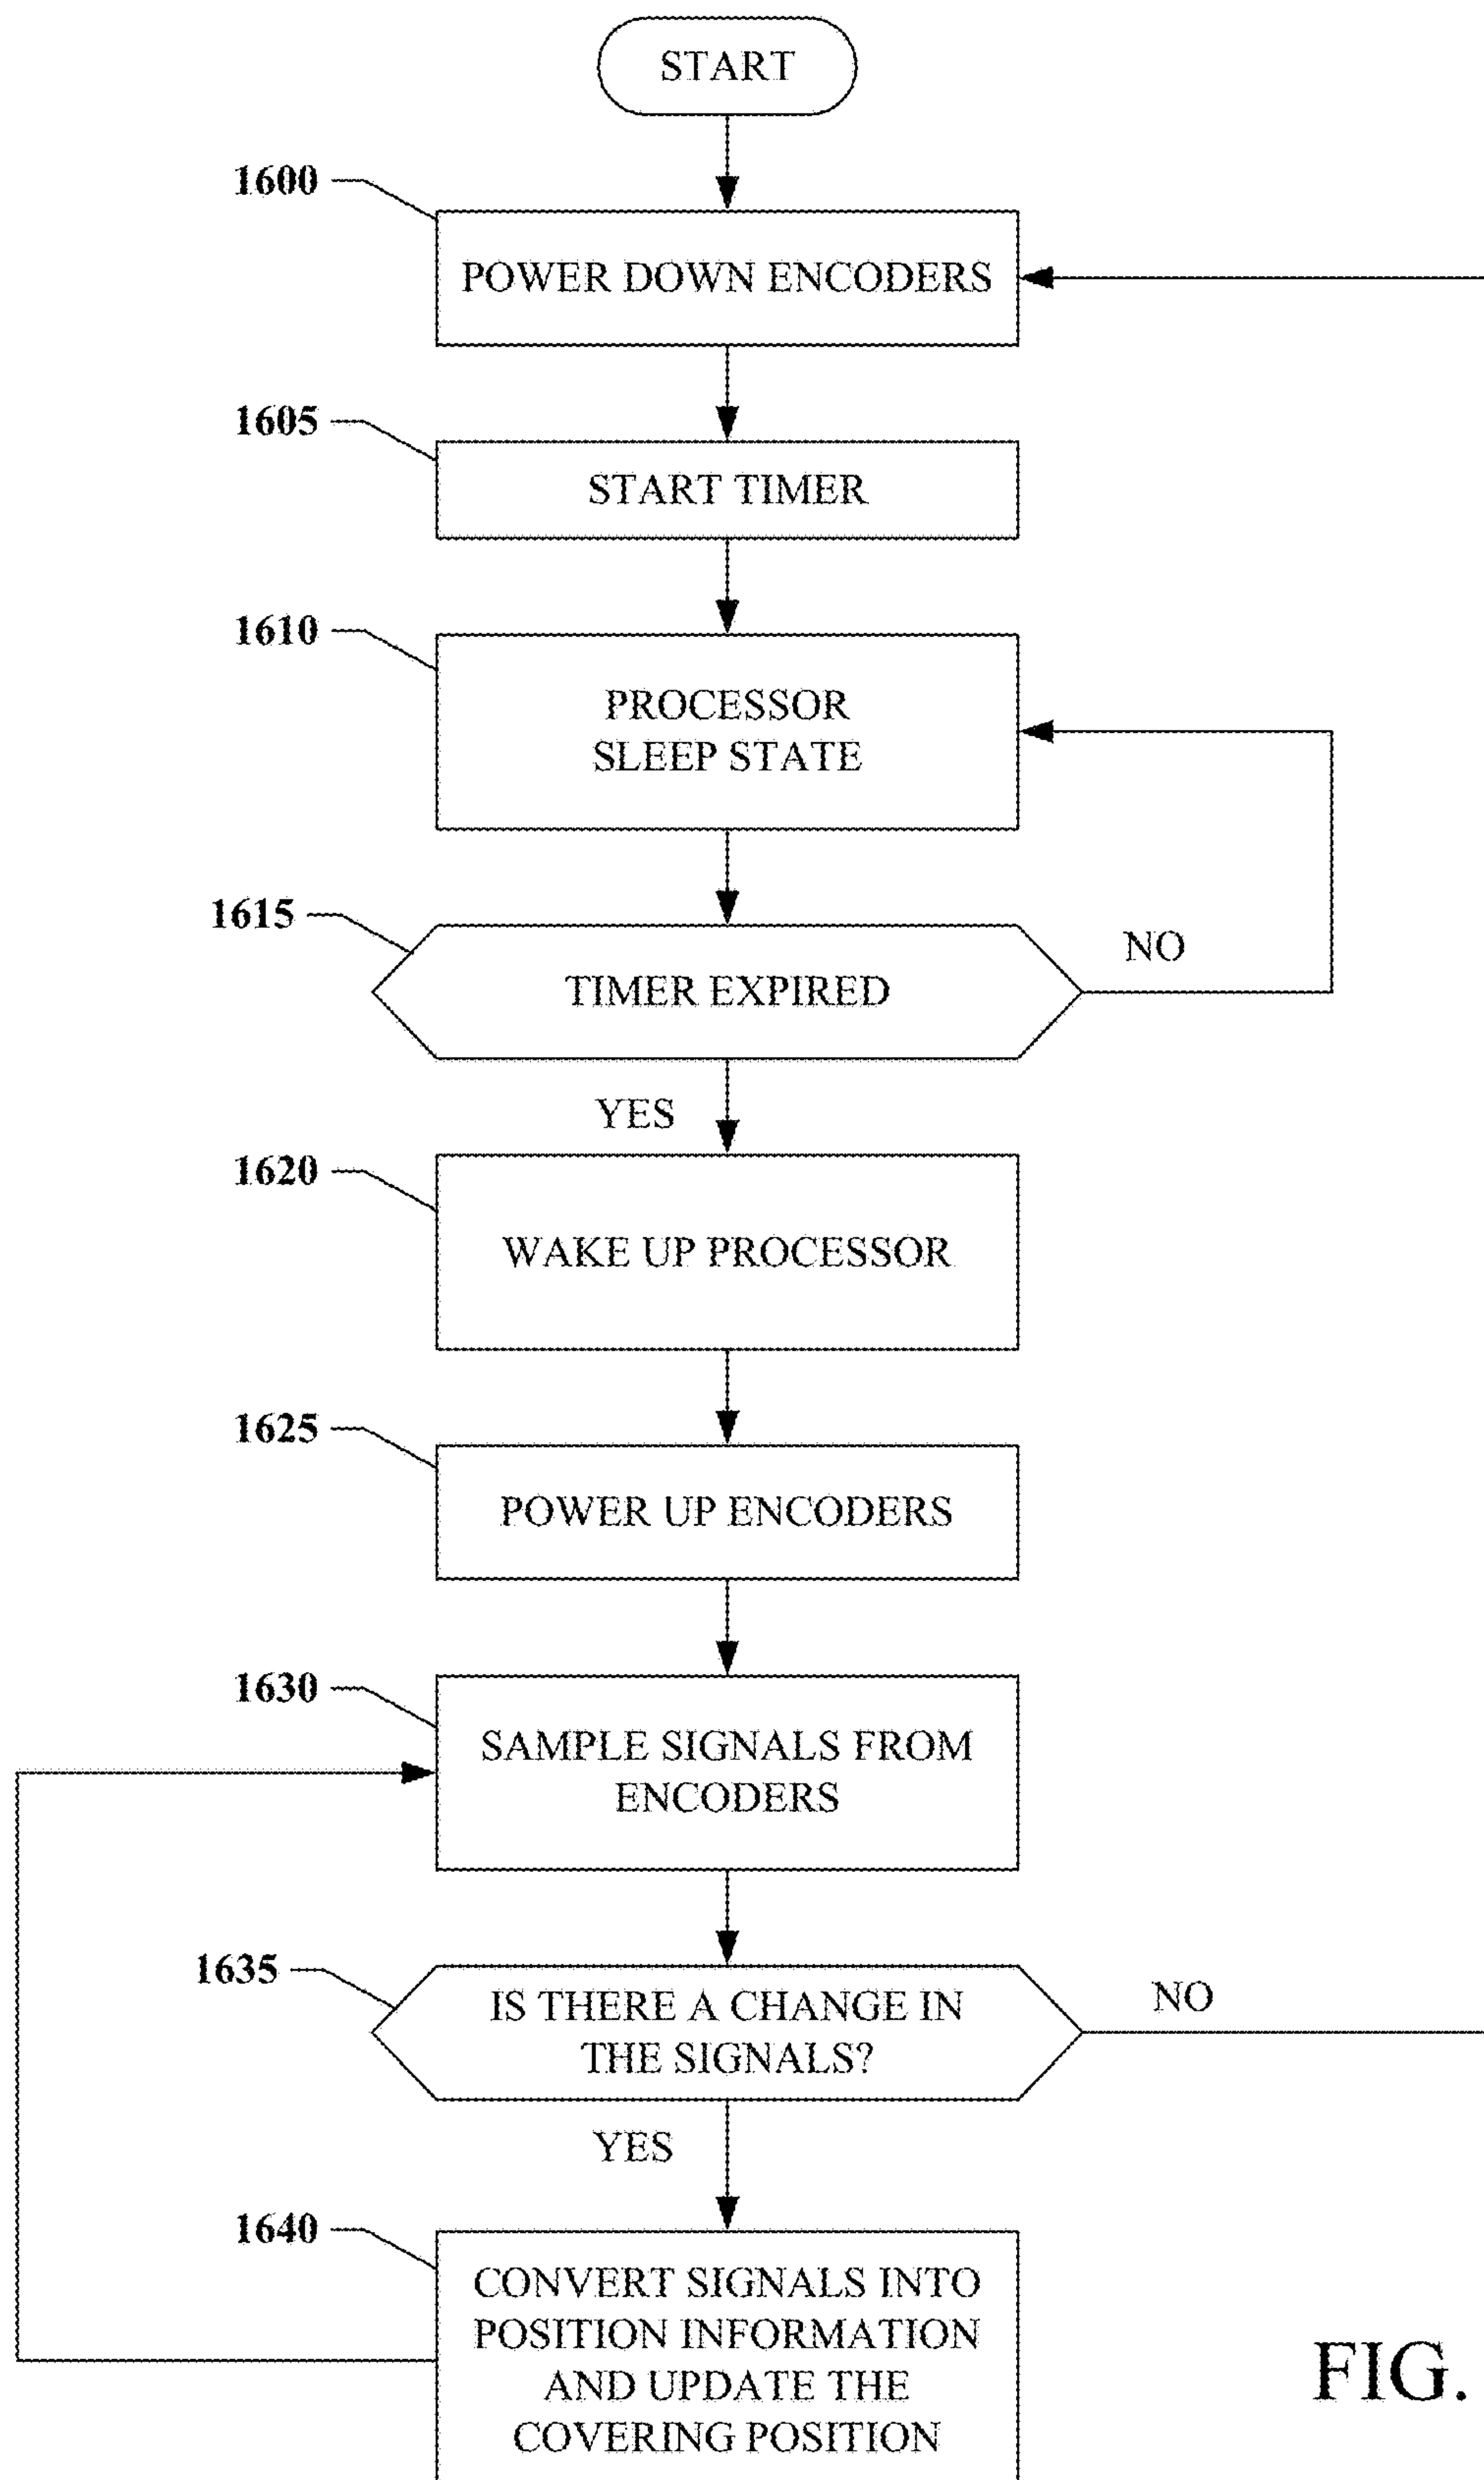 START
1600
POWER DOWN ENCODERS
1605
START TIMER
1610
PROCESSOR
SLEEP STATE
1615
TIMER EXPIRED
NO
YES
1620
WAKE UP PROCESSOR
1625
POWER UP ENCODERS
1630
SAMPLE SIGNALS FROM
ENCODERS
1635
IS THERE A CHANGE IN
THE SIGNALS?
NO
YES
1640
CONVERT SIGNALS INTO
POSITION INFORMATION
AND UPDATE THE
COVERING POSITION
FIG.